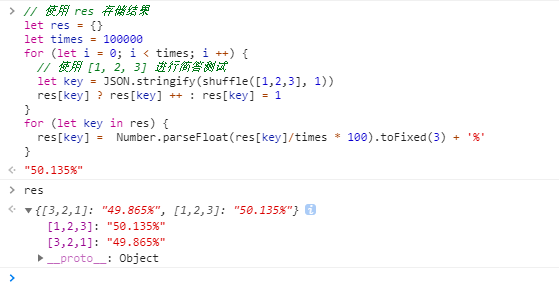 > // 使用 res 存储结果
let res = {}
let times = 100000
for (let i = 0; i < times; i ++) {
// 使用 [1, 2, 3] 进行简答测试
let key = JSON.stringify(shuffle([1,2,3], 1))
res[key] ? res[key] ++ : res[key] = 1
}
for (let key in res) {
res[key] =  Number.parseFloat(res[key]/times * 100).toFixed(3) + '%'
}
"50.135%"
> res
{[3,2,1]: "49.865%", [1,2,3]: "50.135%"}
[1,2,3]: "50.135%"
[3,2,1]: "49.865%"
__proto__: Object
>